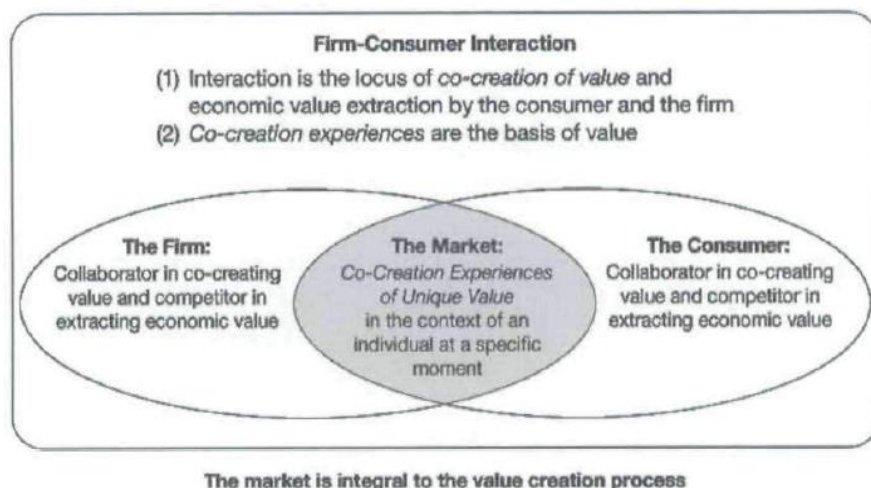 Firm-Consumer Interaction
(1) Interaction is the locus of co-creation of value and
economic value extraction by the consumer and the firm
(2) Co-creation experiences are the basis of value
The Firm:
Collaborator in co-creating
value and competitor in
extracting economic value
The Market:
Co-Creation Experiences
of Unique Value
in the context of an
individual at a specific
moment
The Consumer:
Collaborator in co-creating
value and competitor in
extracting economic value
The market is integral to the value creation process